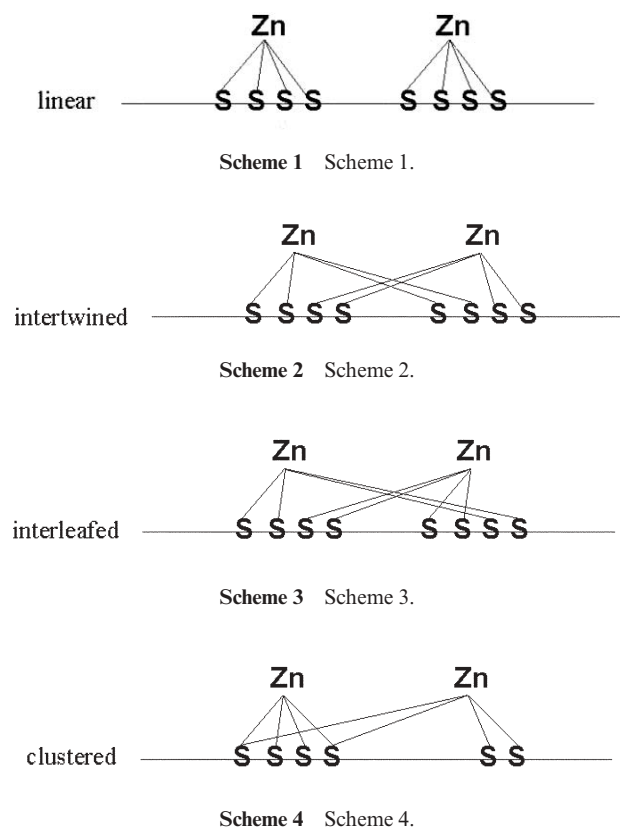 Zn Zn
linear S S S S S S S S
Scheme 1 Scheme 1.
Zn Zn
intertwined S S S S S S S S
Scheme 2 Scheme 2.
Zn Zn
interleafed S S S S S S S S
Scheme 3 Scheme 3.
Zn Zn
clustered S S S S S S
Scheme 4 Scheme 4.